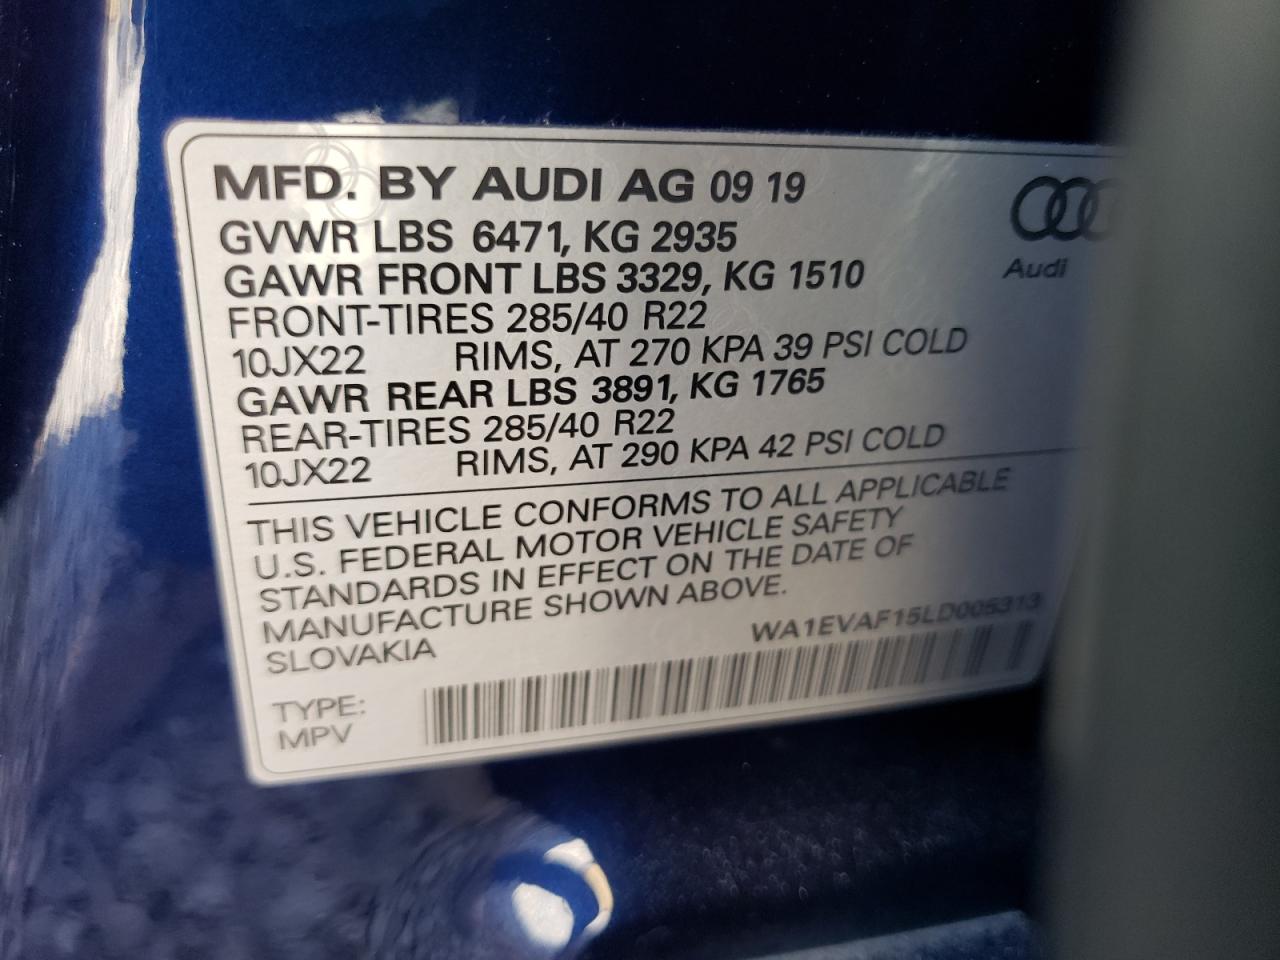 MFD. BY AUDI AG 09 19
GVWR LBS 6471, KG 2935
GAWR FRONT LBS 3329, KG 1510
FRONT-TIRES 285/40 R22
10JX22 RIMS, AT 270 KPA 39 PSI COLD
GAWR REAR LBS 3891, KG 1765
REAR-TIRES 285/40 R22
10JX22 RIMS, AT 290 KPA 42 PSI COLD
Audi
THIS VEHICLE CONFORMS TO ALL APPLICABLE
U.S. FEDERAL MOTOR VEHICLE SAFETY
STANDARDS IN EFFECT ON THE DATE OF
MANUFACTURE SHOWN ABOVE.
SLOVAKIA
WA1EVAF15LD005313
TYPE:
MPV